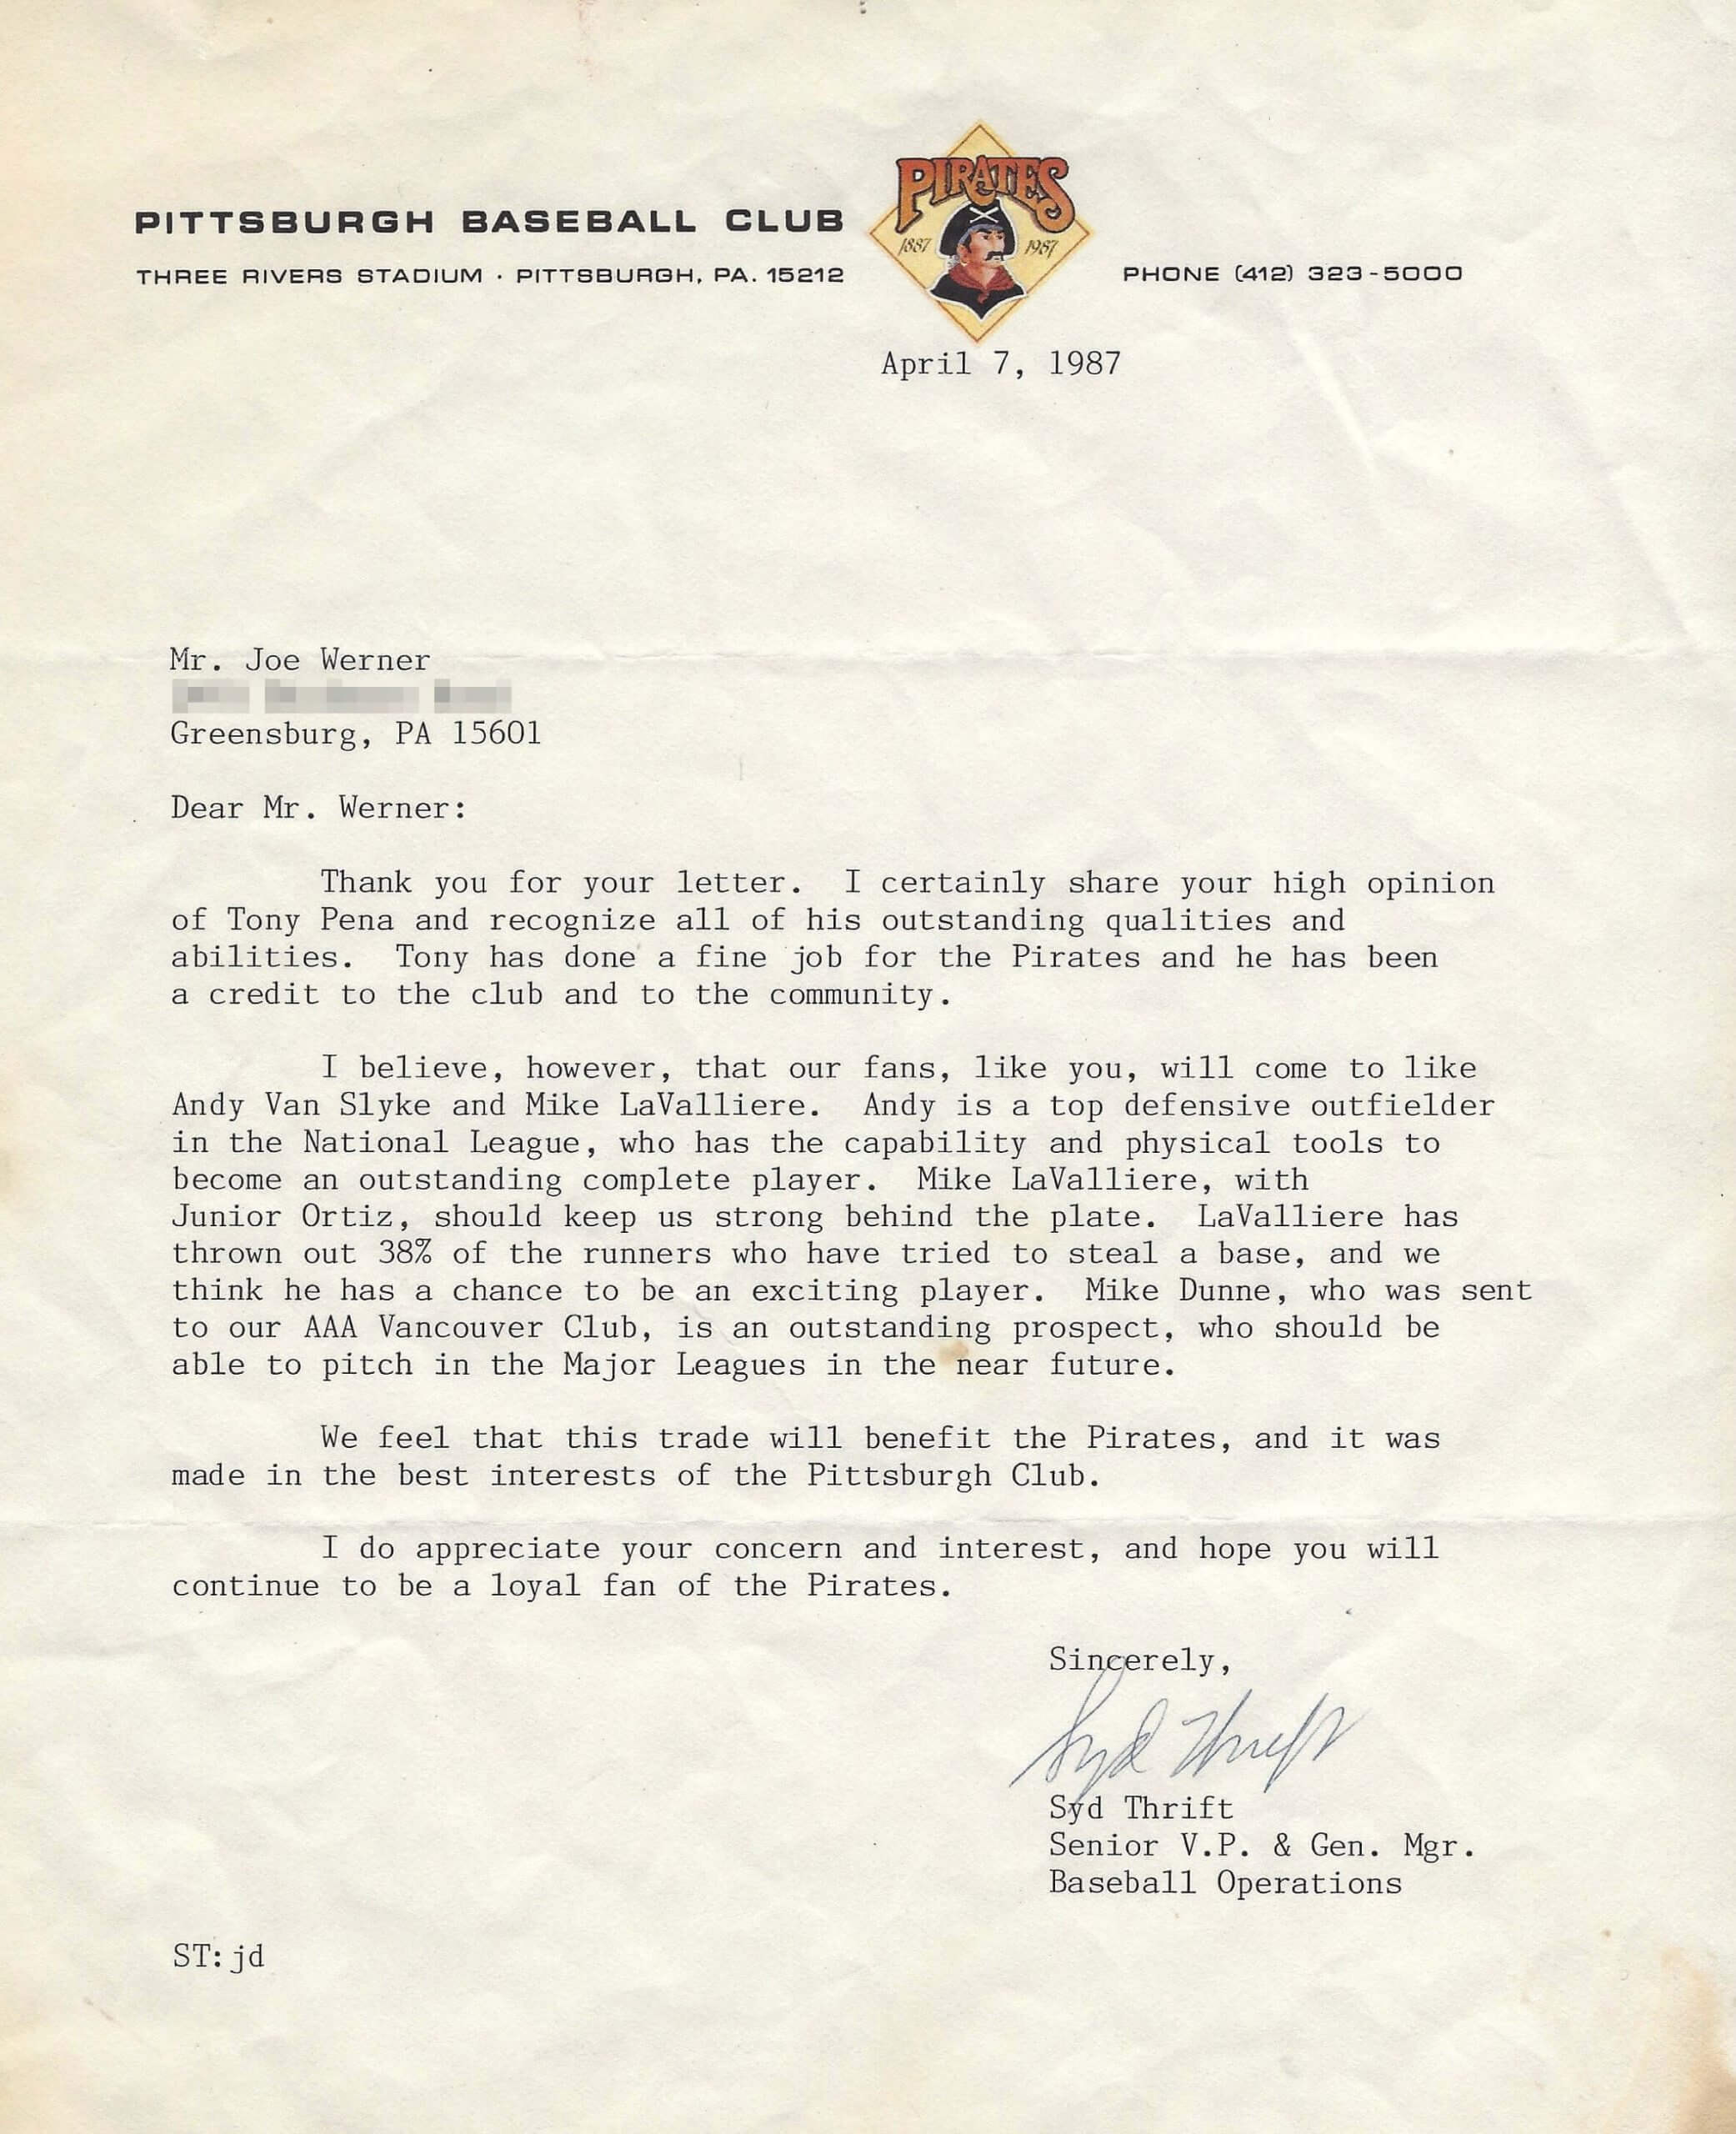 PITTSBURGH BASEBALL CLUB
THREE RIVERS STADIUM · PITTSBURGH, PA. 15212
PIRATES
1887 1987
PHONE (412) 323-5000
April 7, 1987
Mr. Joe Werner
Greensburg, PA 15601
Dear Mr. Werner:
Thank you for your letter. I certainly share your high opinion
of Tony Pena and recognize all of his outstanding qualities and
abilities. Tony has done a fine job for the Pirates and he has been
a credit to the club and to the community.
I believe, however, that our fans, like you, will come to like
Andy Van Slyke and Mike LaValliere. Andy is a top defensive outfielder
in the National League, who has the capability and physical tools to
become an outstanding complete player. Mike LaValliere, with
Junior Ortiz, should keep us strong behind the plate. LaValliere has
thrown out 38% of the runners who have tried to steal a base, and we
think he has a chance to be an exciting player. Mike Dunne, who was sent
to our AAA Vancouver Club, is an outstanding prospect, who should be
able to pitch in the Major Leagues in the near future.
We feel that this trade will benefit the Pirates, and it was
made in the best interests of the Pittsburgh Club.
I do appreciate your concern and interest, and hope you will
continue to be a loyal fan of the Pirates.
Sincerely,
Syd Thrift
Syd Thrift
Senior V.P. & Gen. Mgr.
Baseball Operations
ST:jd